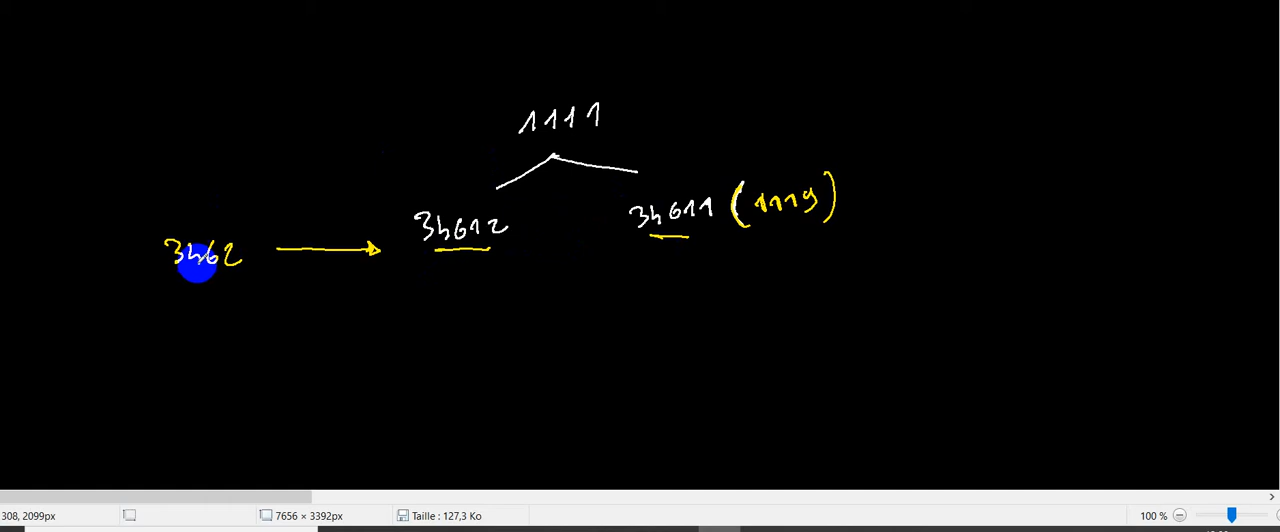 1111
34612 34611 (1119)
3462
308, 2099px 7656 × 3392px Taille : 127,3 Ko 100 %